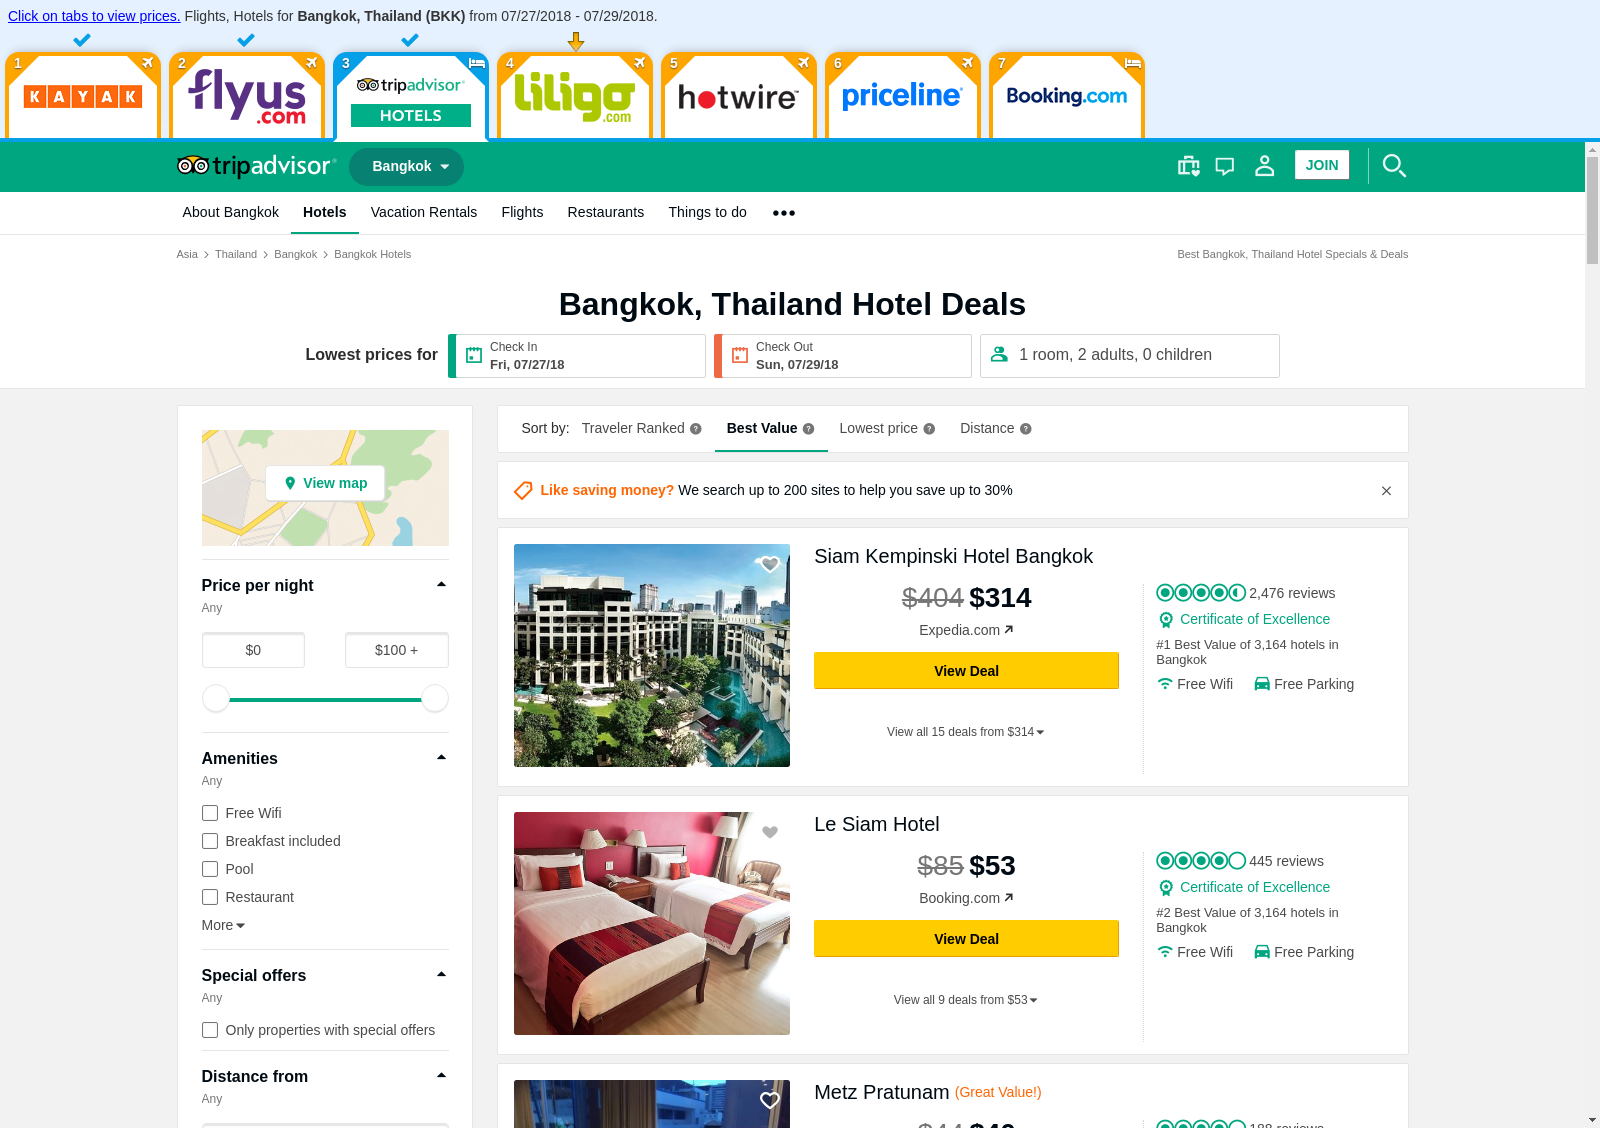 Click on tabs to view prices. Flights, Hotels for Bangkok, Thailand (BKK) from 07/27/2018 - 07/29/2018.
1 2 3 4 5 6 7
KAYAK
flyus.com
tripadvisor
HOTELS
liligo.com
hotwire
priceline
Booking.com
tripadvisor
Bangkok
JOIN
About Bangkok Hotels Vacation Rentals Flights Restaurants Things to do
Asia Thailand Bangkok Bangkok Hotels
Best Bangkok, Thailand Hotel Specials & Deals
Bangkok, Thailand Hotel Deals
Lowest prices for
Check In
Fri, 07/27/18
Check Out
Sun, 07/29/18
1 room, 2 adults, 0 children
View map
Price per night
Any
$0 $100 +
Amenities
Any
Free Wifi
Breakfast included
Pool
Restaurant
More
Special offers
Any
Only properties with special offers
Distance from
Any
Sort by: Traveler Ranked ? Best Value ? Lowest price ? Distance ?
Like saving money? We search up to 200 sites to help you save up to 30%
Siam Kempinski Hotel Bangkok
$404 $314
Expedia.com
View Deal
View all 15 deals from $314
2,476 reviews
Certificate of Excellence
#1 Best Value of 3,164 hotels in
Bangkok
Free Wifi Free Parking
Le Siam Hotel
$85 $53
Booking.com
View Deal
View all 9 deals from $53
445 reviews
Certificate of Excellence
#2 Best Value of 3,164 hotels in
Bangkok
Free Wifi Free Parking
Metz Pratunam (Great Value!)
188 reviews